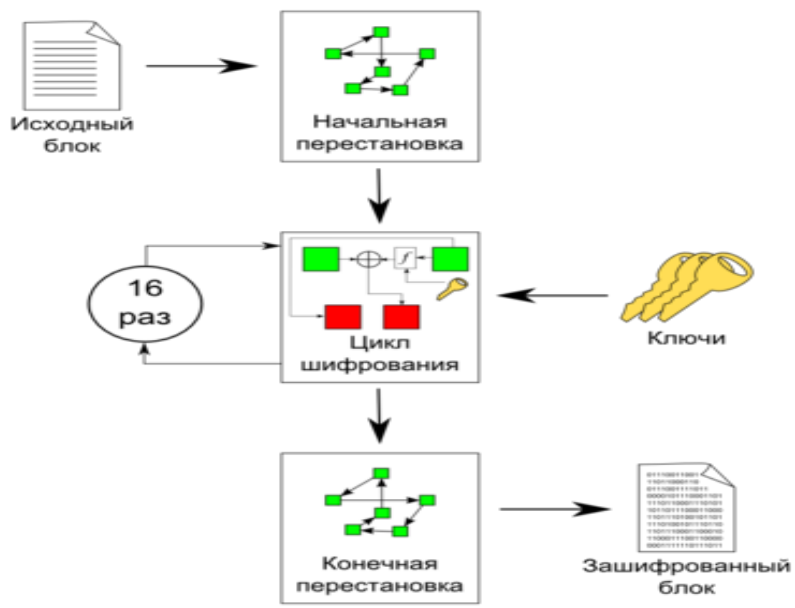 Исходный
блок
Начальная
перестановка
16
раз
f
Цикл
шифрования
Ключи
Конечная
перестановка
Зашифрованный
блок